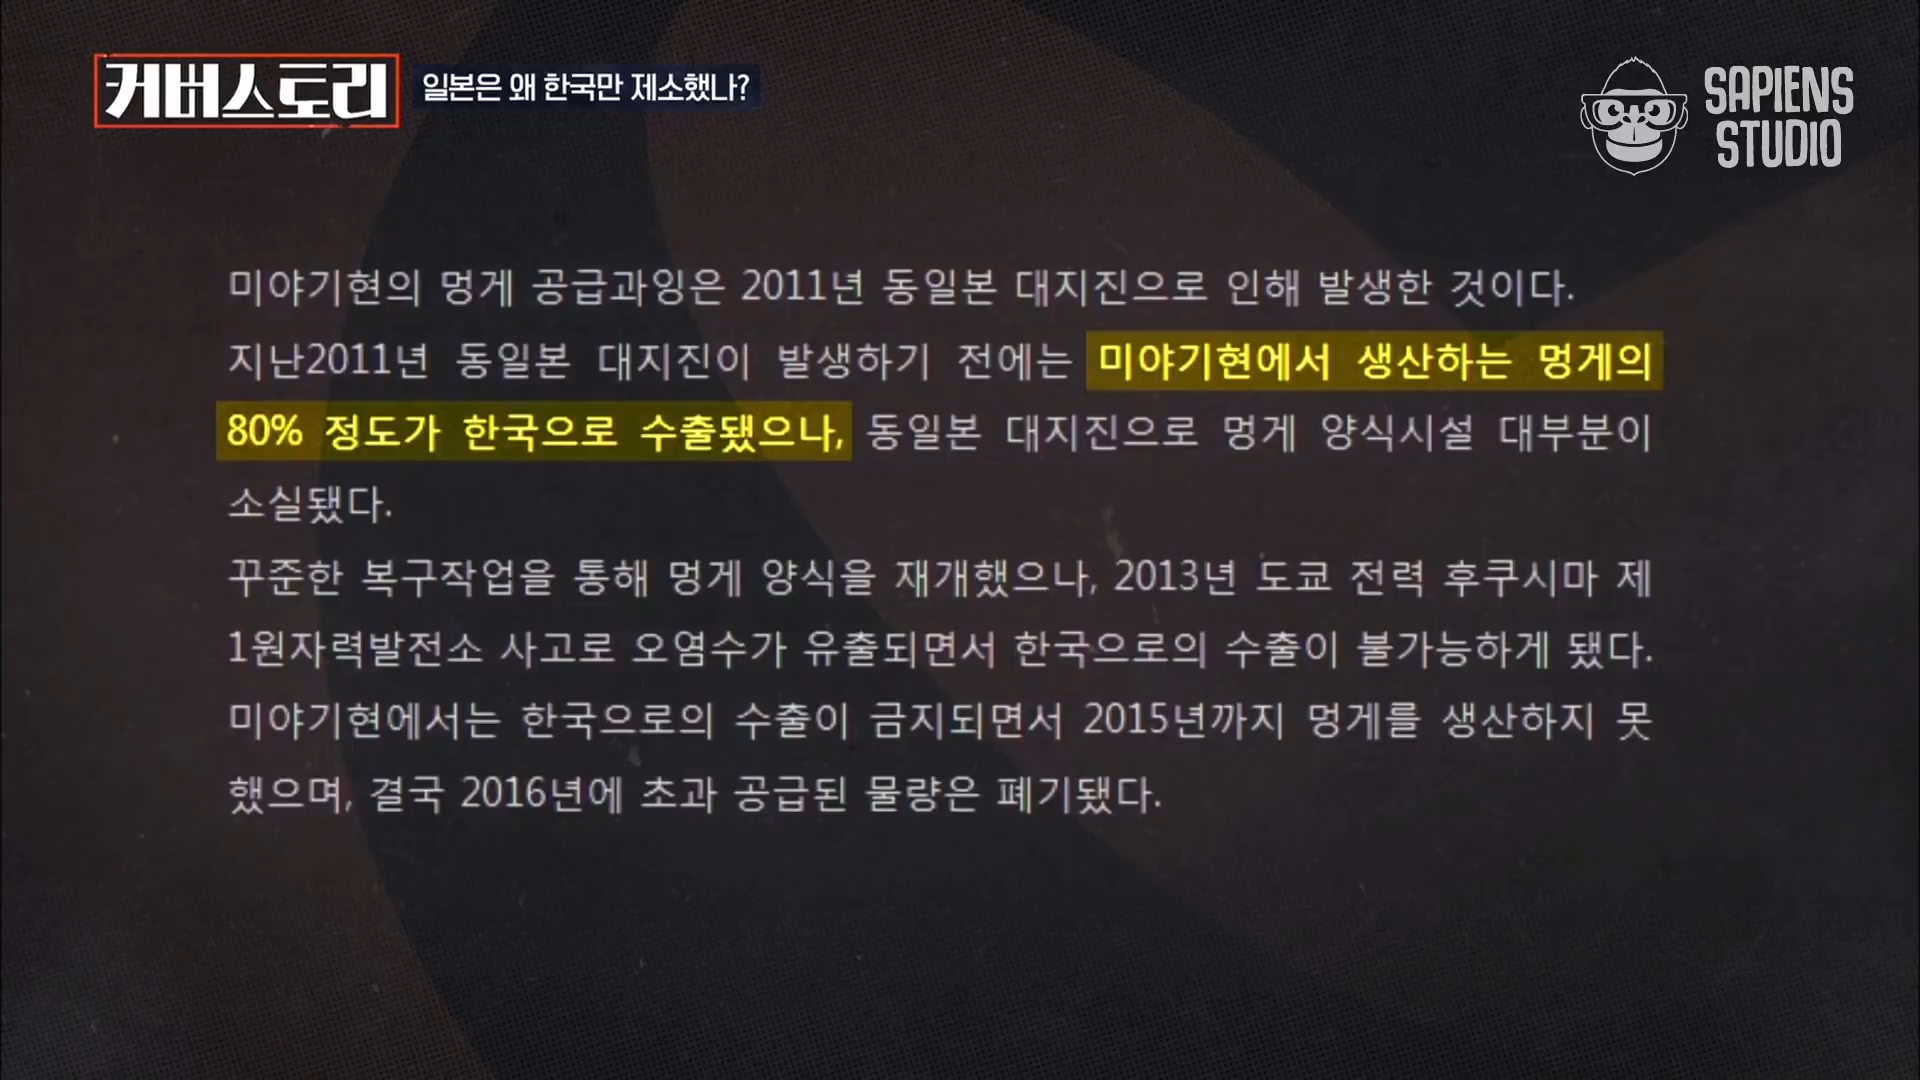 커버스토리
일본은 왜 한국만 제소했나?
SAPIENS
STUDIO
미야기현의 멍게 공급과잉은 2011년 동일본 대지진으로 인해 발생한 것이다.
지난2011년 동일본 대지진이 발생하기 전에는 미야기현에서 생산하는 멍게의
80% 정도가 한국으로 수출됐으나, 동일본 대지진으로 멍게 양식시설 대부분이
소실됐다.
꾸준한 복구작업을 통해 멍게 양식을 재개했으나, 2013년 도쿄 전력 후쿠시마 제
1원자력발전소 사고로 오염수가 유출되면서 한국으로의 수출이 불가능하게 됐다.
미야기현에서는 한국으로의 수출이 금지되면서 2015년까지 멍게를 생산하지 못
했으며, 결국 2016년에 초과 공급된 물량은 폐기됐다.